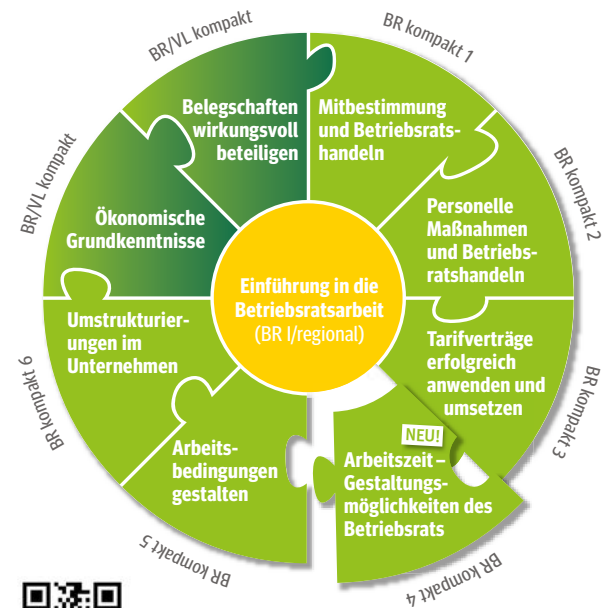 BR kompakt 1
Mitbestimmung
und Betriebsrats-
handeln
BR kompakt 2
Personelle
Maßnahmen
und Betriebs-
ratshandeln
BR kompakt 3
Tarifverträge
erfolgreich
anwenden und
umsetzen
BR kompakt 4
NEU!
Arbeitszeit –
Gestaltungs-
möglichkeiten des
Betriebsrats
BR kompakt 5
Arbeits-
bedingungen
gestalten
BR kompakt 6
Umstrukturier-
ungen im
Unternehmen
BR/VL kompakt
Ökonomische
Grundkenntnisse
BR/VL kompakt
Belegschaften
wirkungsvoll
beteiligen
Einführung in die
Betriebsratsarbeit
(BR I/regional)